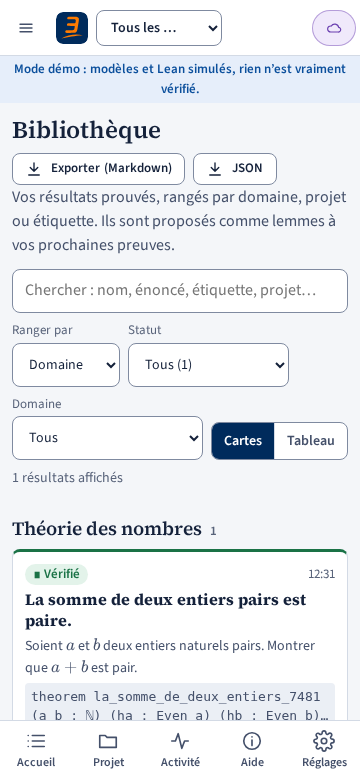 Tous les …
Mode démo : modèles et Lean simulés, rien n’est vraiment
vérifié.
Bibliothèque
Exporter (Markdown)
JSON
Vos résultats prouvés, rangés par domaine, projet
ou étiquette. Ils sont proposés comme lemmes à
vos prochaines preuves.
Chercher : nom, énoncé, étiquette, projet…
Ranger par
Statut
Domaine
Tous (1)
Domaine
Tous
Cartes
Tableau
1 résultats affichés
Théorie des nombres 1
Vérifié
12:31
La somme de deux entiers pairs est
paire.
Soient a et b deux entiers naturels pairs. Montrer
que a + b est pair.
theorem la_somme_de_deux_entiers_7481
(a b : ℕ) (ha : Even a) (hb : Even b)…
Accueil
Projet
Activité
Aide
Réglages